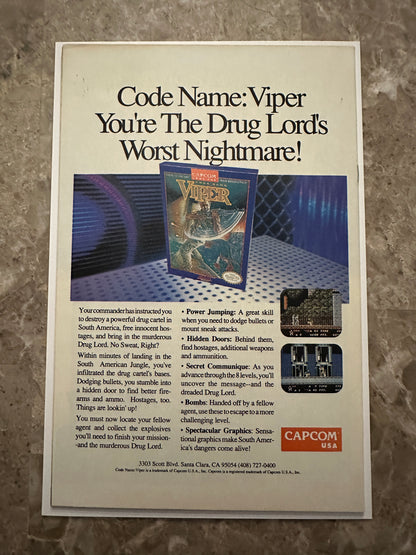 Code Name: Viper
You're The Drug Lord's
Worst Nightmare!
CAPCOM
CODE NAME
VIPER
Your commander has instructed you
to destroy a powerful drug cartel in
South America, free innocent hos-
tages, and bring in the murderous
Drug Lord. No Sweat, Right?
Within minutes of landing in the
South American Jungle, you've
infiltrated the drug cartel's bases.
Dodging bullets, you stumble into
a hidden door to find better fire-
arms and ammo. Hostages, too.
Things are lookin' up!
You must now locate your fellow
agent and collect the explosives
you'll need to finish your mission-
-and the murderous Drug Lord.
• Power Jumping: A great skill
when you need to dodge bullets or
mount sneak attacks.
• Hidden Doors: Behind them,
find hostages, additional weapons
and ammunition.
• Secret Communique: As you
advance through the 8 levels, you'll
uncover the message--and the
dreaded Drug Lord.
• Bombs: Handed off by a fellow
agent, use these to escape to a more
challenging level.
• Spectacular Graphics: Sensa-
tional graphics make South Amer-
ica's dangers come alive!
CAPCOM
USA
3303 Scott Blvd. Santa Clara, CA 95054 (408) 727-0400
Code Name: Viper is a trademark of Capcom U.S.A., Inc. Capcom is a registered trademark of Capcom U.S.A., Inc.